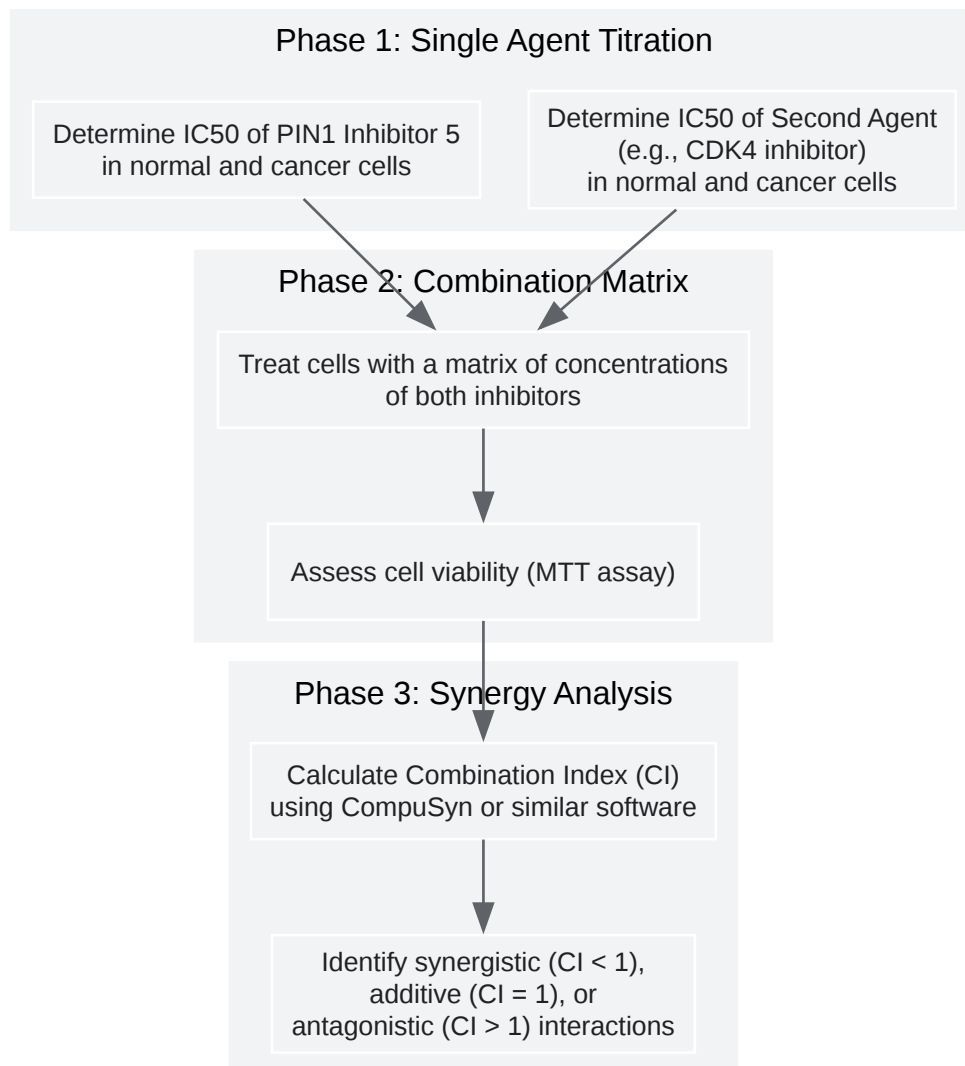 Phase 1: Single Agent Titration
Determine IC50 of PIN1 Inhibitor 5
in normal and cancer cells
Determine IC50 of Second Agent
(e.g., CDK4 inhibitor)
in normal and cancer cells
Phase 2: Combination Matrix
Treat cells with a matrix of concentrations
of both inhibitors
Assess cell viability (MTT assay)
Phase 3: Synergy Analysis
Calculate Combination Index (CI)
using CompuSyn or similar software
Identify synergistic (CI < 1),
additive (CI = 1), or
antagonistic (CI > 1) interactions